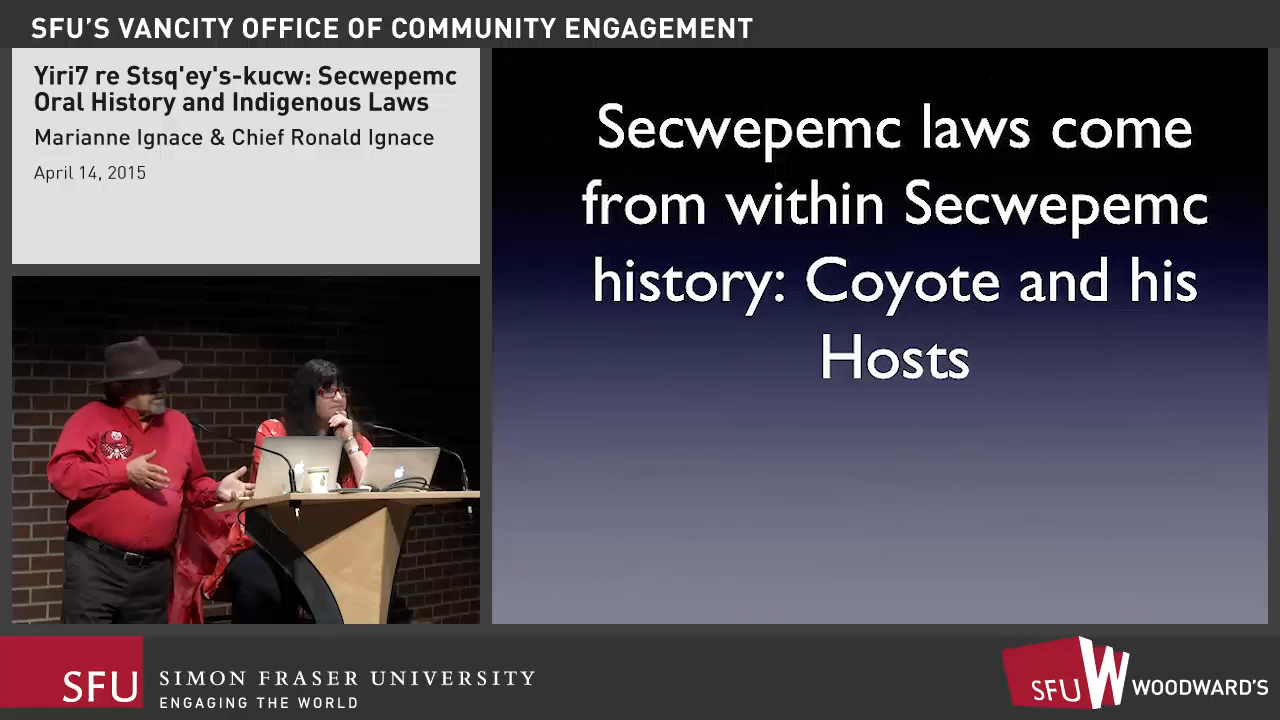 SFU'S VANCITY OFFICE OF COMMUNITY ENGAGEMENT
Yiri7 re Stsq'ey's-kucw: Secwepemc
Oral History and Indigenous Laws
Marianne Ignace & Chief Ronald Ignace
April 14, 2015
Secwepemc laws come
from within Secwepemc
history: Coyote and his
Hosts
SFU
SIMON FRASER UNIVERSITY
ENGAGING THE WORLD
SFU W WOODWARD'S